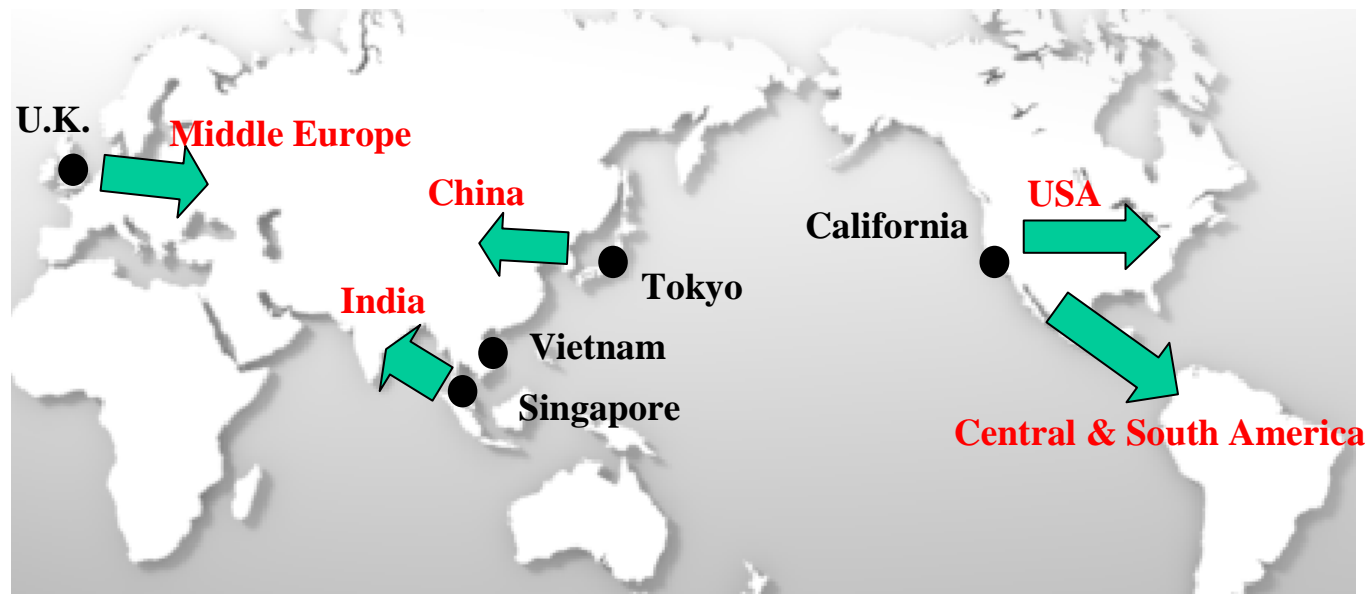 U.K.
Middle Europe
China
USA
California
Tokyo
India
Vietnam
Singapore
Central & South America